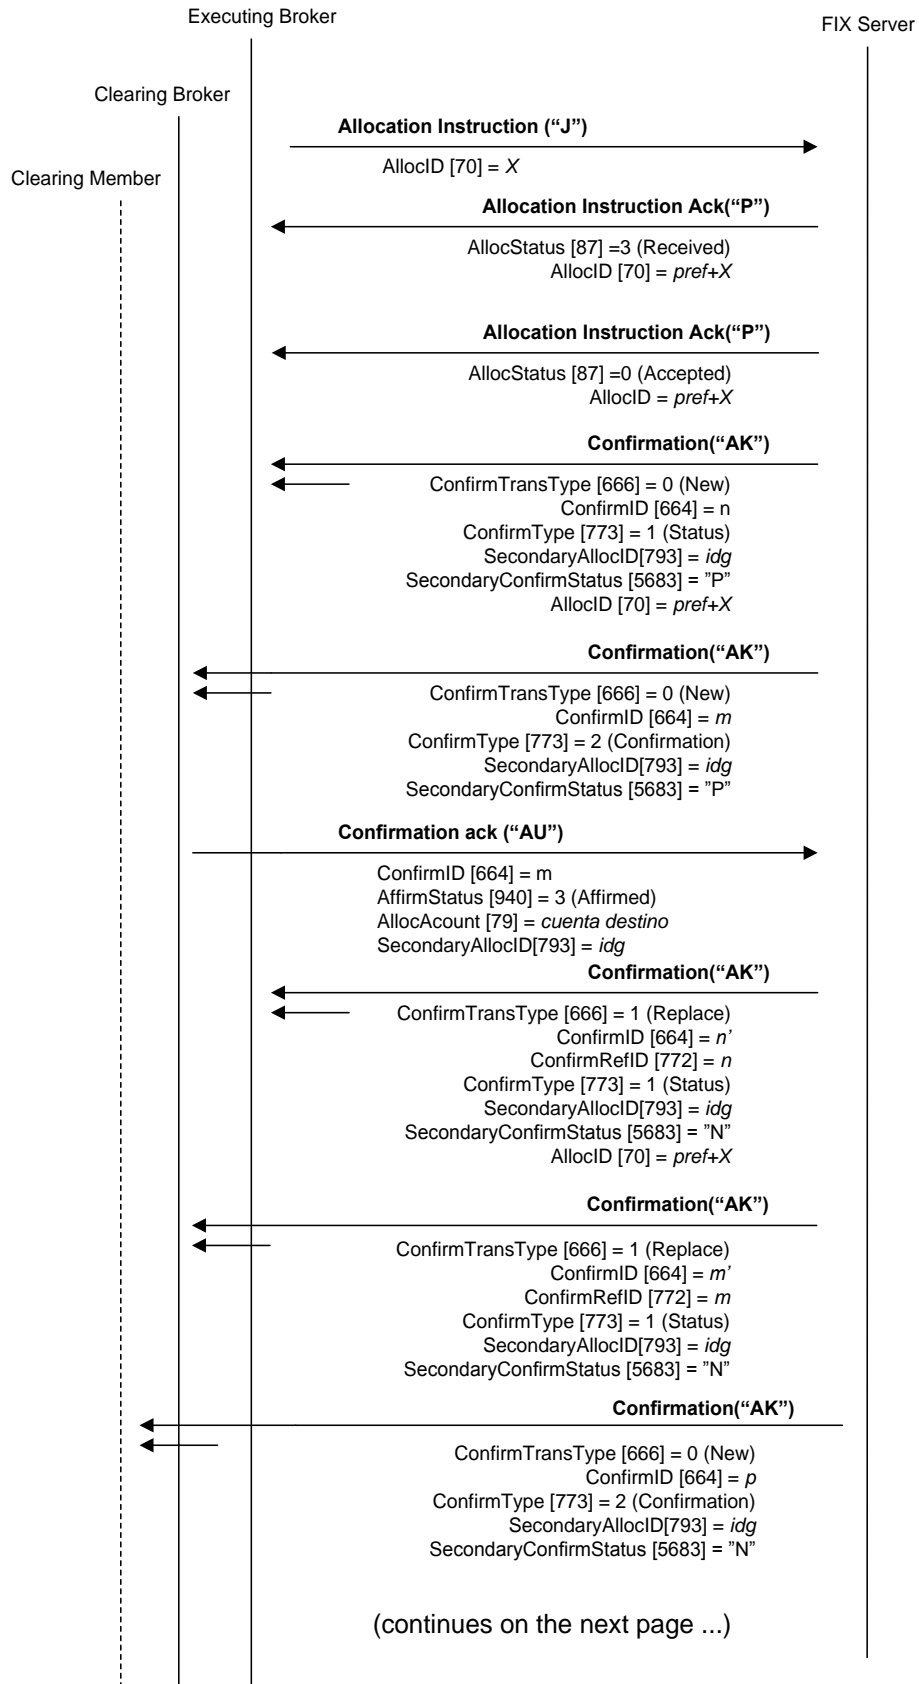 Executing Broker
FIX Server
Clearing Broker
Allocation Instruction (“J”)
AllocID [70] = X
Clearing Member
Allocation Instruction Ack(“P”)
AllocStatus [87] =3 (Received)
AllocID [70] = pref+X
Allocation Instruction Ack(“P”)
AllocStatus [87] =0 (Accepted)
AllocID = pref+X
Confirmation(“AK”)
ConfirmTransType [666] = 0 (New)
ConfirmID [664] = n
ConfirmType [773] = 1 (Status)
SecondaryAllocID[793] = idg
SecondaryConfirmStatus [5683] = ”P”
AllocID [70] = pref+X
Confirmation(“AK”)
ConfirmTransType [666] = 0 (New)
ConfirmID [664] = m
ConfirmType [773] = 2 (Confirmation)
SecondaryAllocID[793] = idg
SecondaryConfirmStatus [5683] = ”P”
Confirmation ack (“AU”)
ConfirmID [664] = m
AffirmStatus [940] = 3 (Affirmed)
AllocAcount [79] = cuenta destino
SecondaryAllocID[793] = idg
Confirmation(“AK”)
ConfirmTransType [666] = 1 (Replace)
ConfirmID [664] = n’
ConfirmRefID [772] = n
ConfirmType [773] = 1 (Status)
SecondaryAllocID[793] = idg
SecondaryConfirmStatus [5683] = ”N”
AllocID [70] = pref+X
Confirmation(“AK”)
ConfirmTransType [666] = 1 (Replace)
ConfirmID [664] = m’
ConfirmRefID [772] = m
ConfirmType [773] = 1 (Status)
SecondaryAllocID[793] = idg
SecondaryConfirmStatus [5683] = ”N”
Confirmation(“AK”)
ConfirmTransType [666] = 0 (New)
ConfirmID [664] = p
ConfirmType [773] = 2 (Confirmation)
SecondaryAllocID[793] = idg
SecondaryConfirmStatus [5683] = ”N”
(continues on the next page ...)